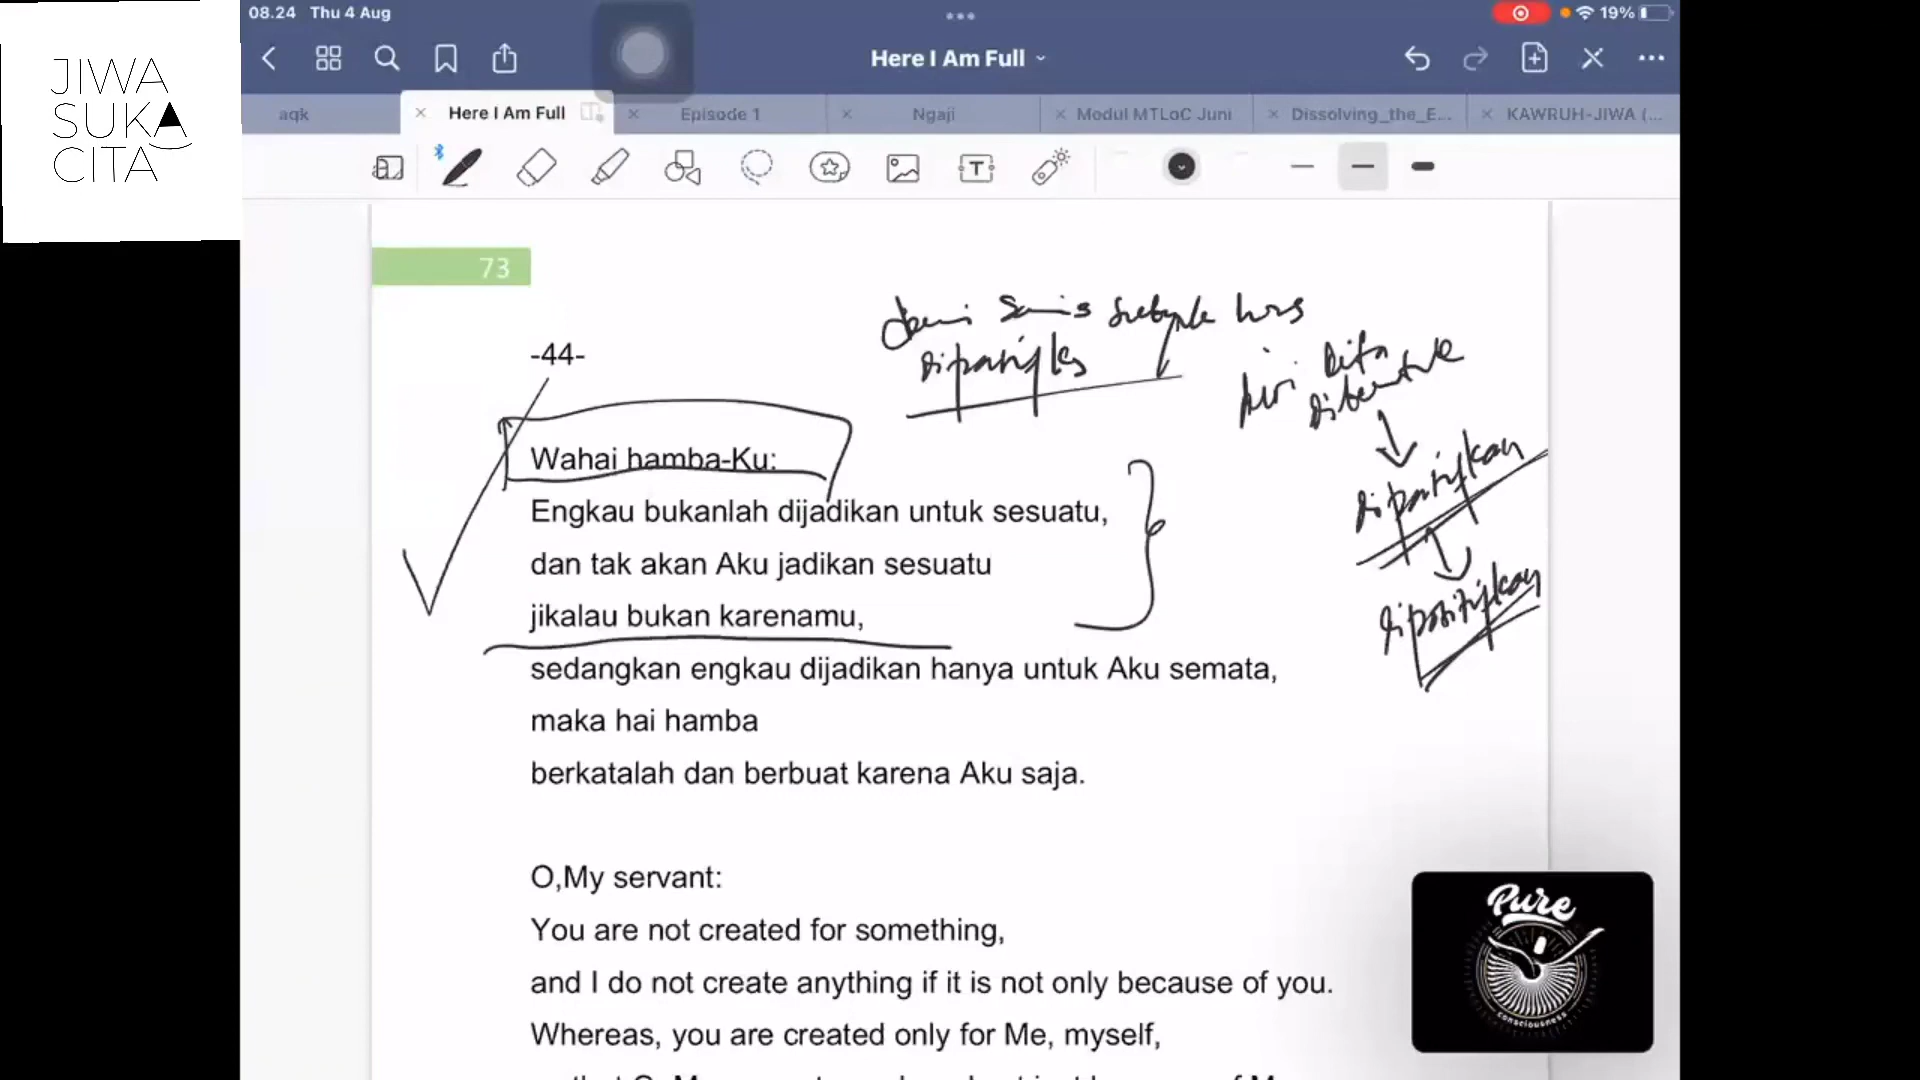 JIWA
SUKA
CITA
08.24 Thu 4 Aug
19%
Here I Am Full
aqk
Here I Am Full
Episode 1
Ngaji
Modul MTLoC Juni
Dissolving_the_E...
KAWRUH-JIWA (...
73
-44-
kita
dibentuk
dipositifkan
Wahai hamba-Ku:
Engkau bukanlah dijadikan untuk sesuatu,
dan tak akan Aku jadikan sesuatu
jikalau bukan karenamu,
sedangkan engkau dijadikan hanya untuk Aku semata,
maka hai hamba
berkatalah dan berbuat karena Aku saja.
O,My servant:
You are not created for something,
and I do not create anything if it is not only because of you.
Whereas, you are created only for Me, myself,
Pure
consciousness